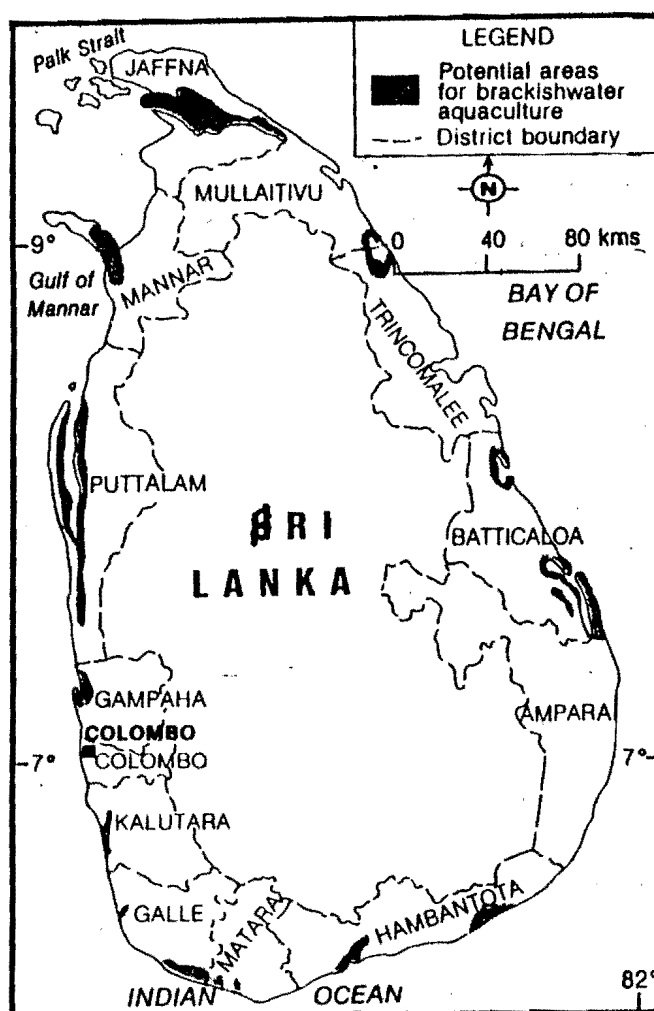 LEGEND
Potential areas
for brackishwater
aquaculture
District boundary
Palk Strait
JAFFNA
N
MULLAITIVU
9°
0 40 80 kms
Gulf of
Mannar
MANNAR
BAY OF
BENGAL
TRINCOMALEE
PUTTALAM
SRI
LANKA
BATTICALOA
GAMPAHA
AMPARA
COLOMBO
COLOMBO
7°
7°
KALUTARA
GALLE
MATARA
HAMBANTOTA
INDIAN OCEAN
82°